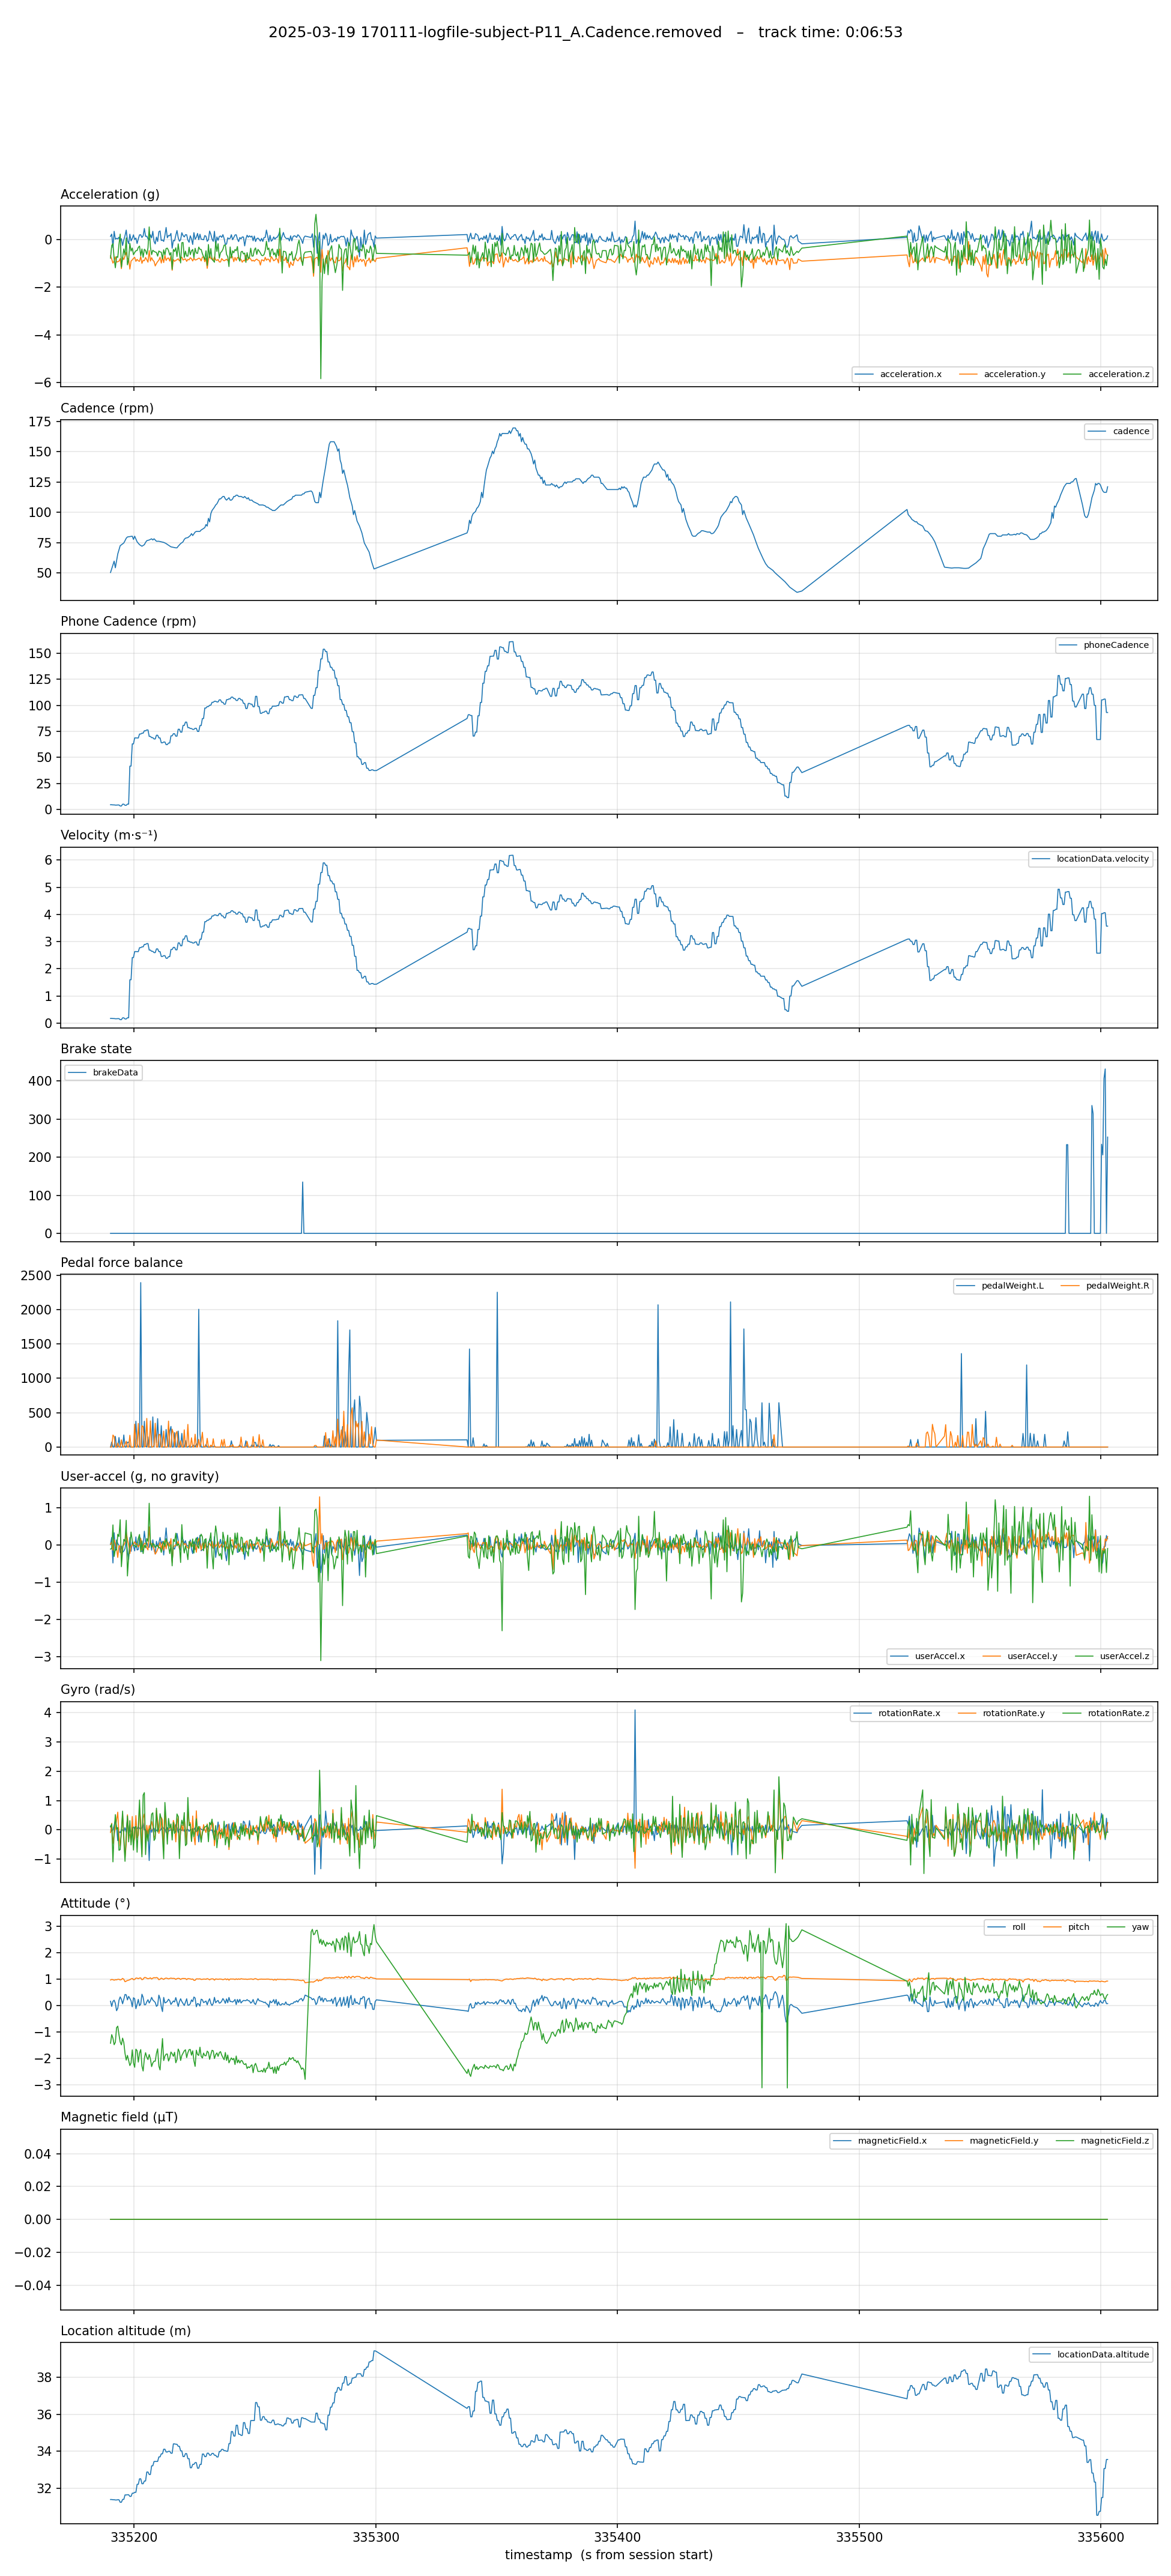 2025-03-19 170111-logfile-subject-P11_A.Cadence.removed – track time: 0:06:53
Acceleration (g)
0
−2
−4
−6
acceleration.x acceleration.y acceleration.z
Cadence (rpm)
175
150
125
100
75
50
cadence
Phone Cadence (rpm)
150
125
100
75
50
25
0
phoneCadence
Velocity (m·s⁻¹)
6
5
4
3
2
1
0
locationData.velocity
Brake state
400
300
200
100
0
brakeData
Pedal force balance
2500
2000
1500
1000
500
0
pedalWeight.L pedalWeight.R
User-accel (g, no gravity)
1
0
−1
−2
−3
userAccel.x userAccel.y userAccel.z
Gyro (rad/s)
4
3
2
1
0
−1
rotationRate.x rotationRate.y rotationRate.z
Attitude (°)
3
2
1
0
−1
−2
−3
roll pitch yaw
Magnetic field (µT)
0.04
0.02
0.00
−0.02
−0.04
magneticField.x magneticField.y magneticField.z
Location altitude (m)
38
36
34
32
locationData.altitude
335200 335300 335400 335500 335600
timestamp (s from session start)